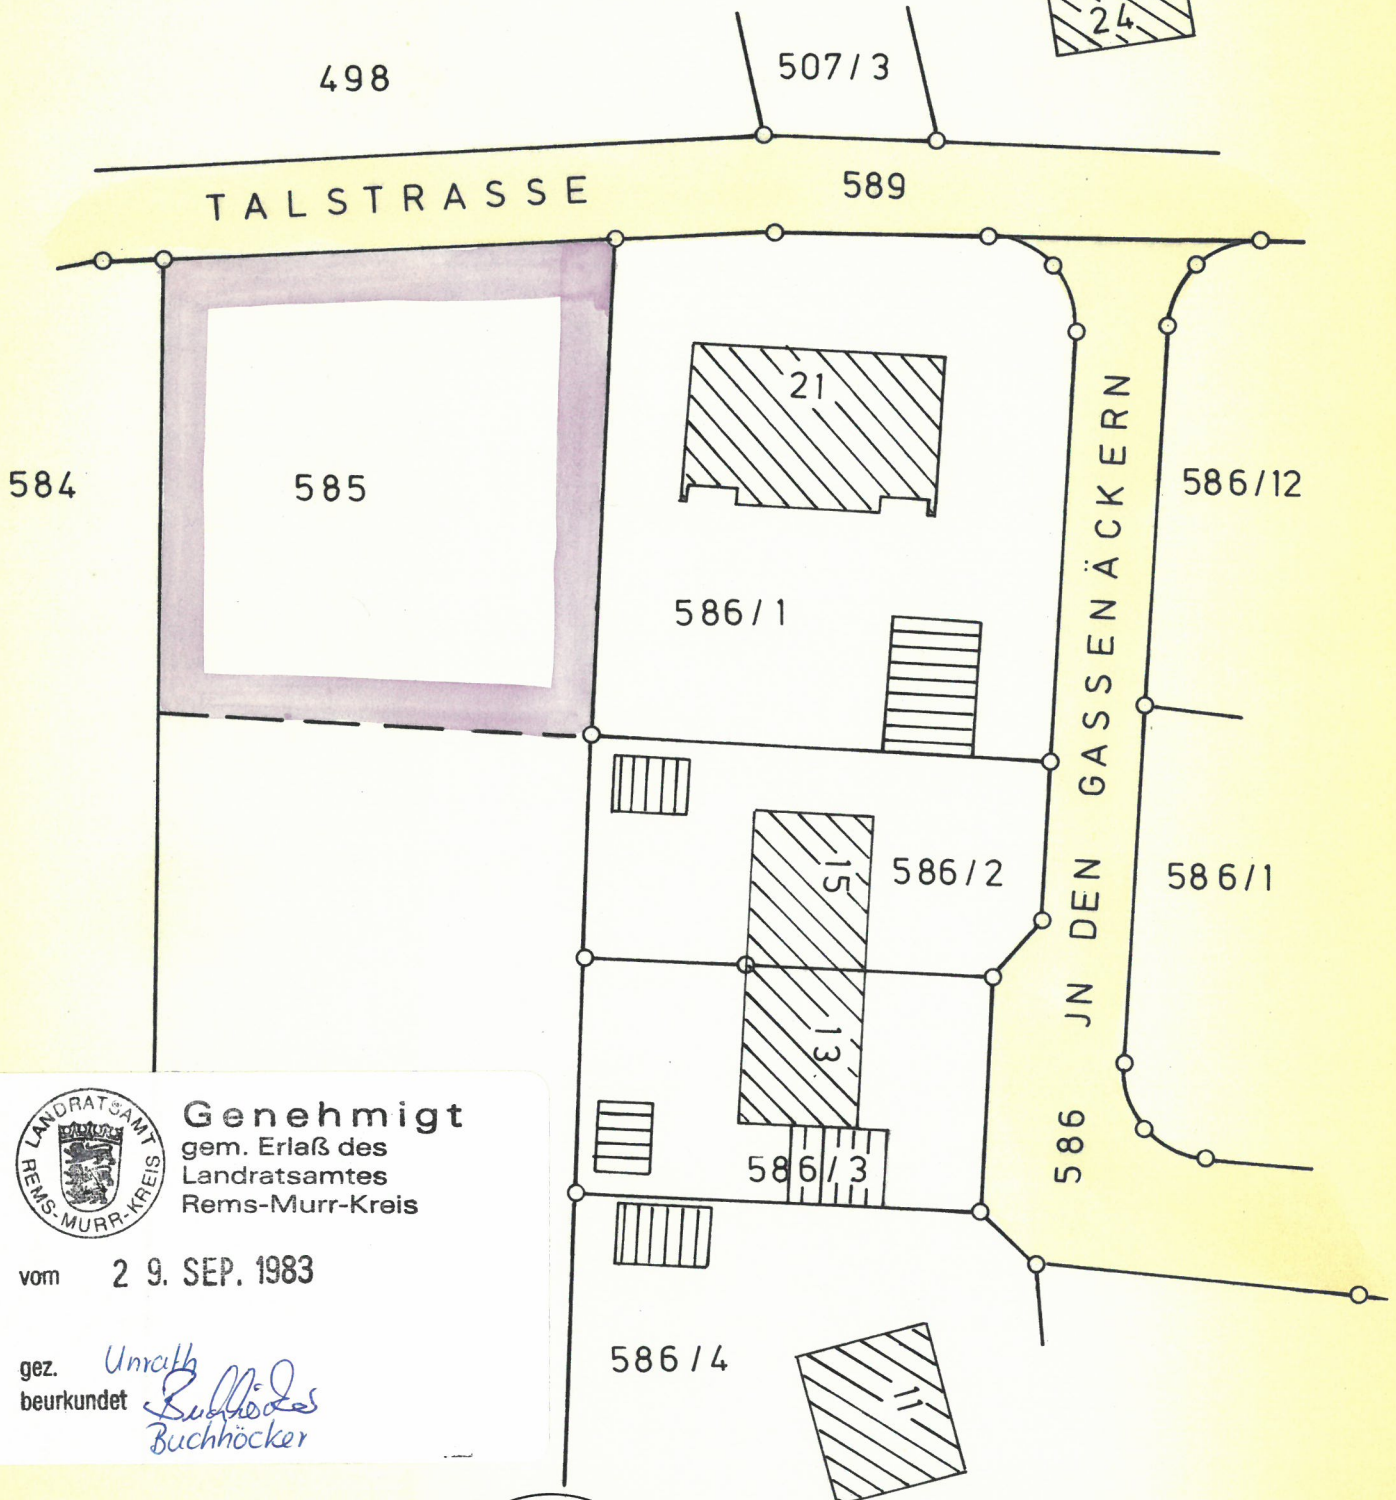 24
507/3
498
589
TALSTRASSE
21
584
585
586/12
586/1
JN DEN GASSENÄCKERN
15
586/2
586/1
13
586
586/3
LANDRATSAMT
REMS-MURR-KREIS
Genehmigt
gem. Erlaß des
Landratsamtes
Rems-Murr-Kreis
vom 29. SEP. 1983
gez. Unrath
beurkundet Buchhöcker
Buchhöcker
586/4
11